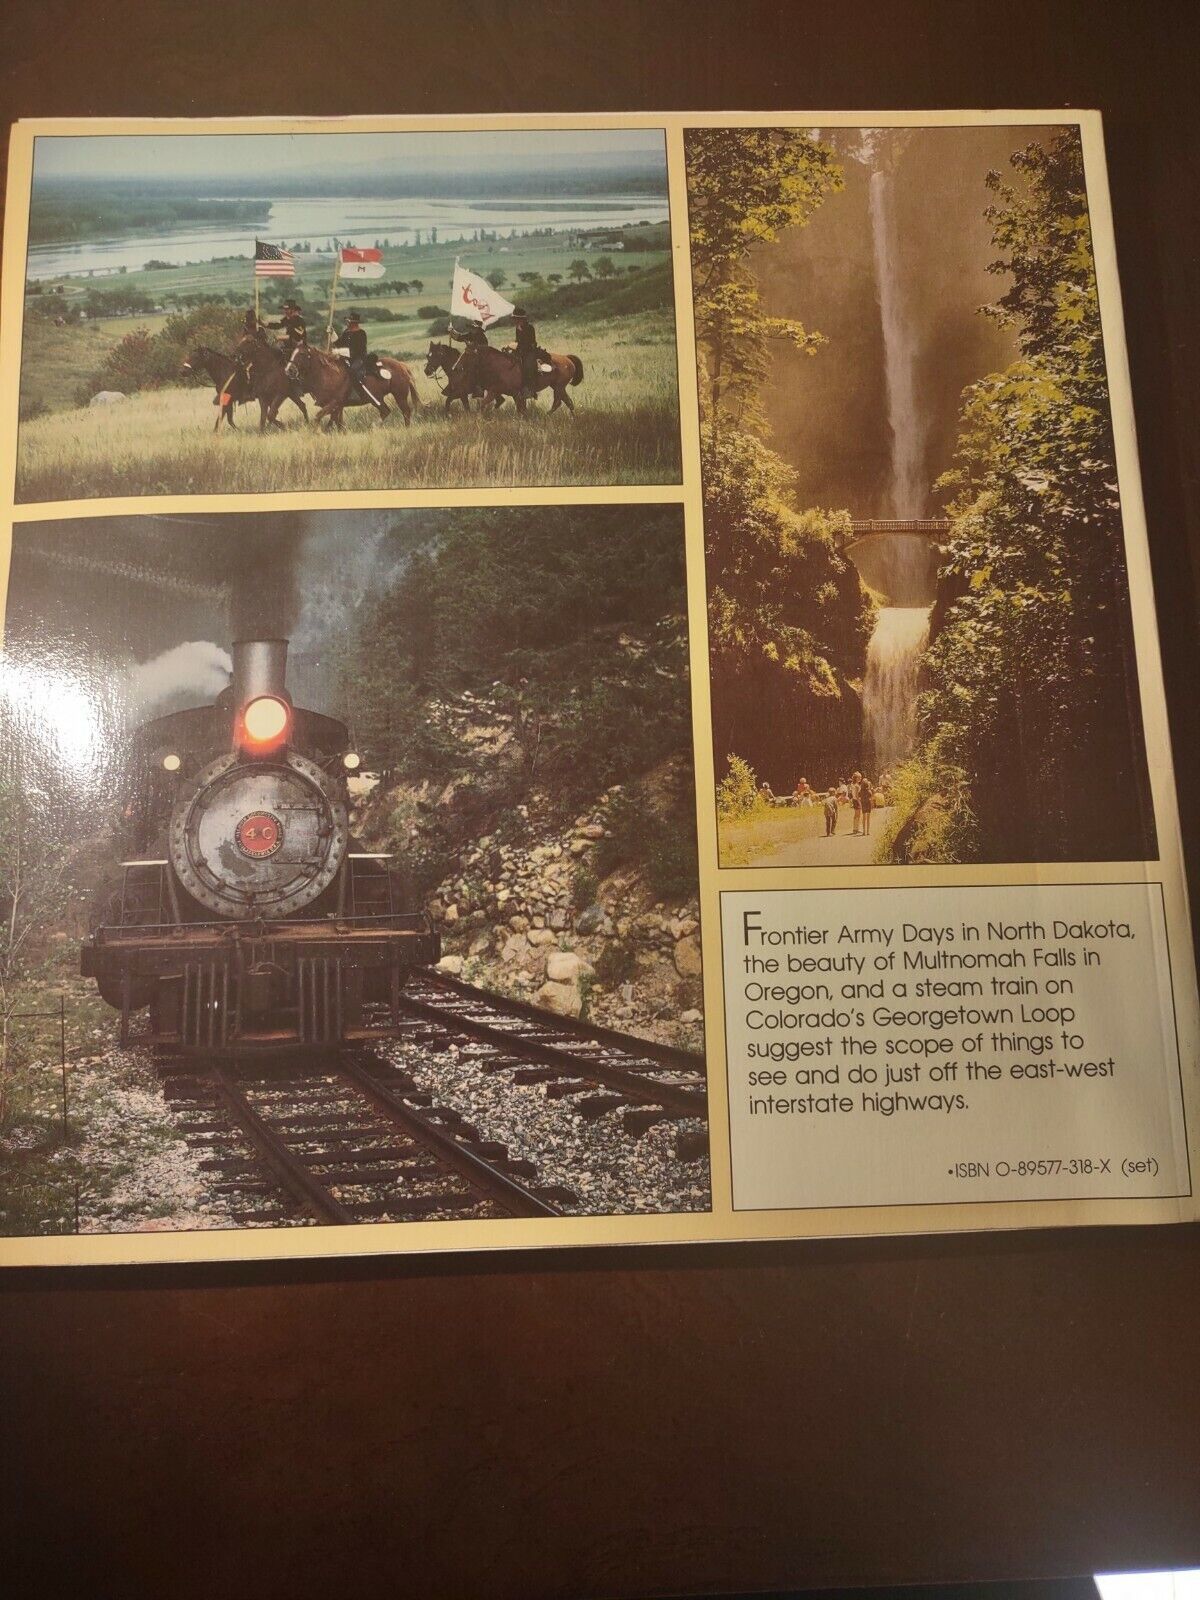 7
M
40
Frontier Army Days in North Dakota,
the beauty of Multnomah Falls in
Oregon, and a steam train on
Colorado's Georgetown Loop
suggest the scope of things to
see and do just off the east-west
interstate highways.
•ISBN 0-89577-318-X (set)